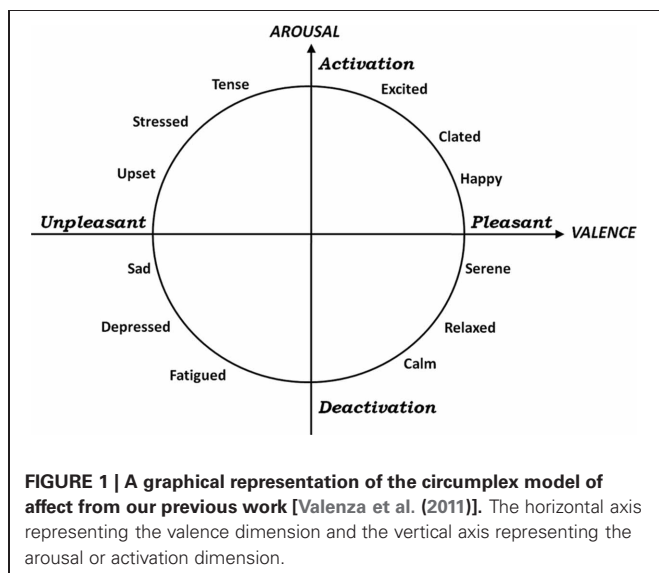 AROUSAL
Activation
Tense
Excited
Stressed
Clated
Upset
Happy
Unpleasant
Pleasant
VALENCE
Sad
Serene
Depressed
Relaxed
Fatigued
Calm
Deactivation
FIGURE 1 | A graphical representation of the circumplex model of
affect from our previous work [Valenza et al. (2011)]. The horizontal axis
representing the valence dimension and the vertical axis representing the
arousal or activation dimension.